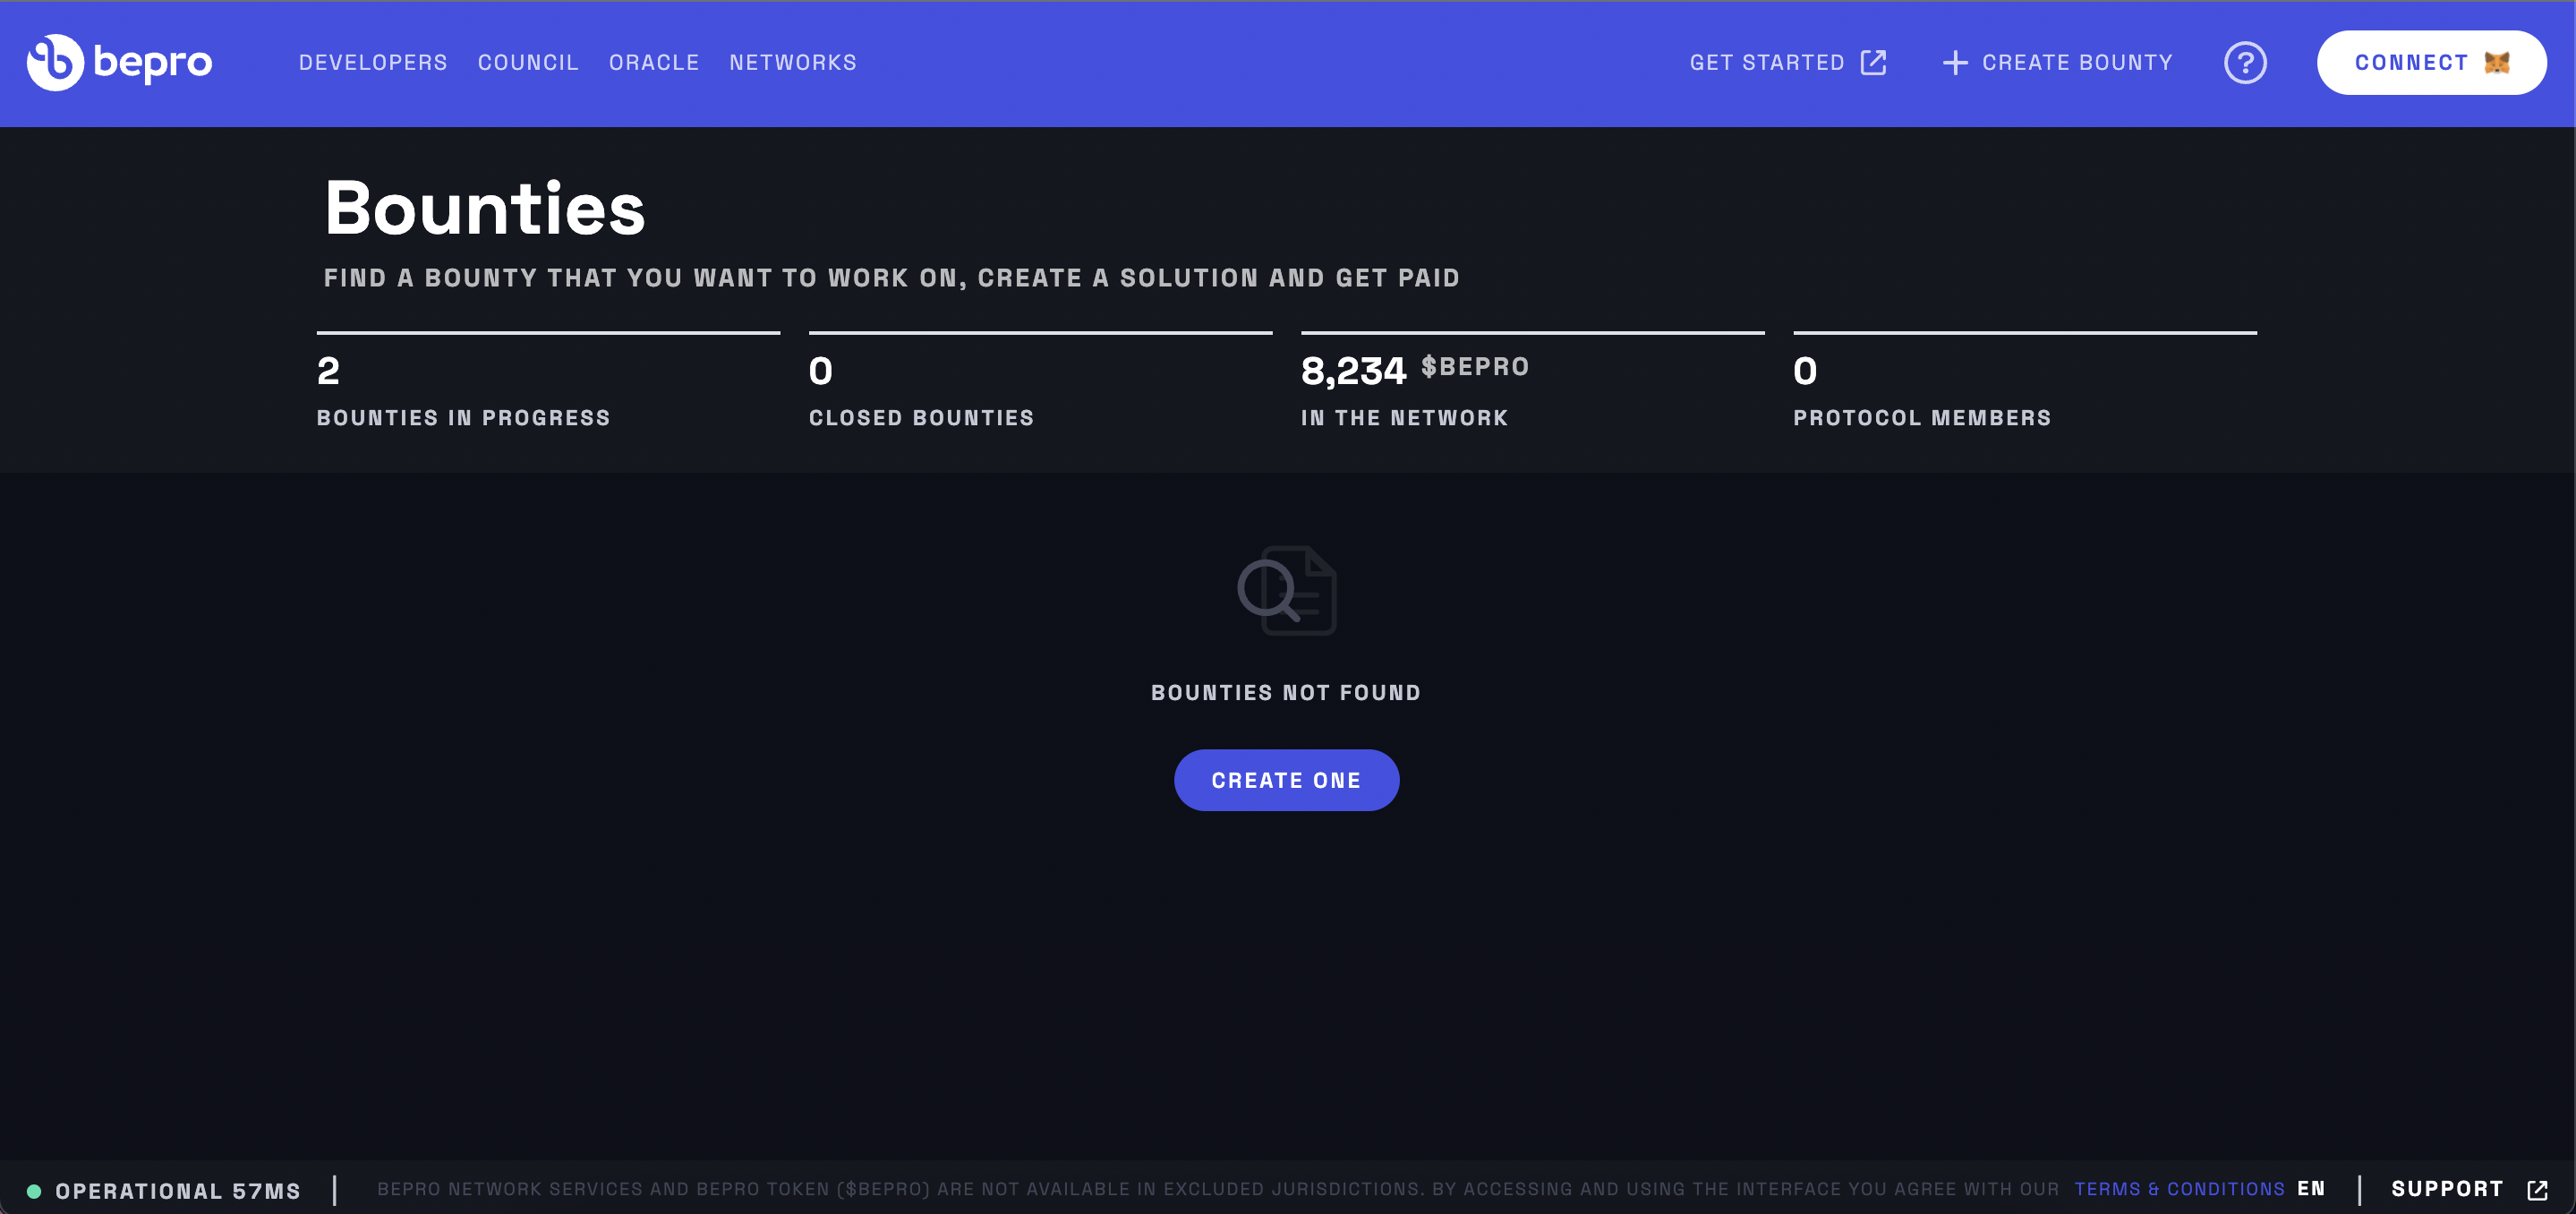 bepro
DEVELOPERS COUNCIL ORACLE NETWORKS
GET STARTED
CREATE BOUNTY
?
CONNECT
Bounties
FIND A BOUNTY THAT YOU WANT TO WORK ON, CREATE A SOLUTION AND GET PAID
2
BOUNTIES IN PROGRESS
0
CLOSED BOUNTIES
8,234 $BEPRO
IN THE NETWORK
0
PROTOCOL MEMBERS
BOUNTIES NOT FOUND
CREATE ONE
OPERATIONAL 57MS
BEPRO NETWORK SERVICES AND BEPRO TOKEN ($BEPRO) ARE NOT AVAILABLE IN EXCLUDED JURISDICTIONS. BY ACCESSING AND USING THE INTERFACE YOU AGREE WITH OUR TERMS & CONDITIONS
EN
SUPPORT